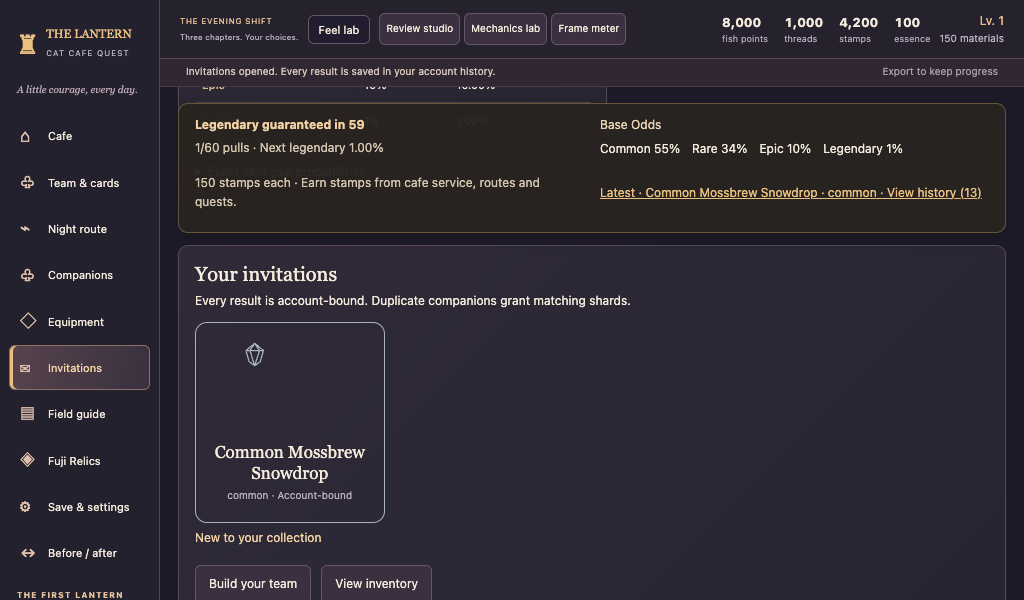 THE LANTERN
CAT CAFE QUEST
A little courage, every day.
Cafe
Team & cards
Night route
Companions
Equipment
Invitations
Field guide
Fuji Relics
Save & settings
Before / after
THE FIRST LANTERN
THE EVENING SHIFT
Three chapters. Your choices.
Feel lab
Review studio
Mechanics lab
Frame meter
8,000
fish points
1,000
threads
4,200
stamps
100
essence
Lv. 1
150 materials
Invitations opened. Every result is saved in your account history.
Export to keep progress
Legendary guaranteed in 59
1/60 pulls · Next legendary 1.00%
150 stamps each · Earn stamps from cafe service, routes and
quests.
Base Odds
Common 55% Rare 34% Epic 10% Legendary 1%
Latest · Common Mossbrew Snowdrop · common · View history (13)
Your invitations
Every result is account-bound. Duplicate companions grant matching shards.
Common Mossbrew
Snowdrop
common · Account-bound
New to your collection
Build your team
View inventory